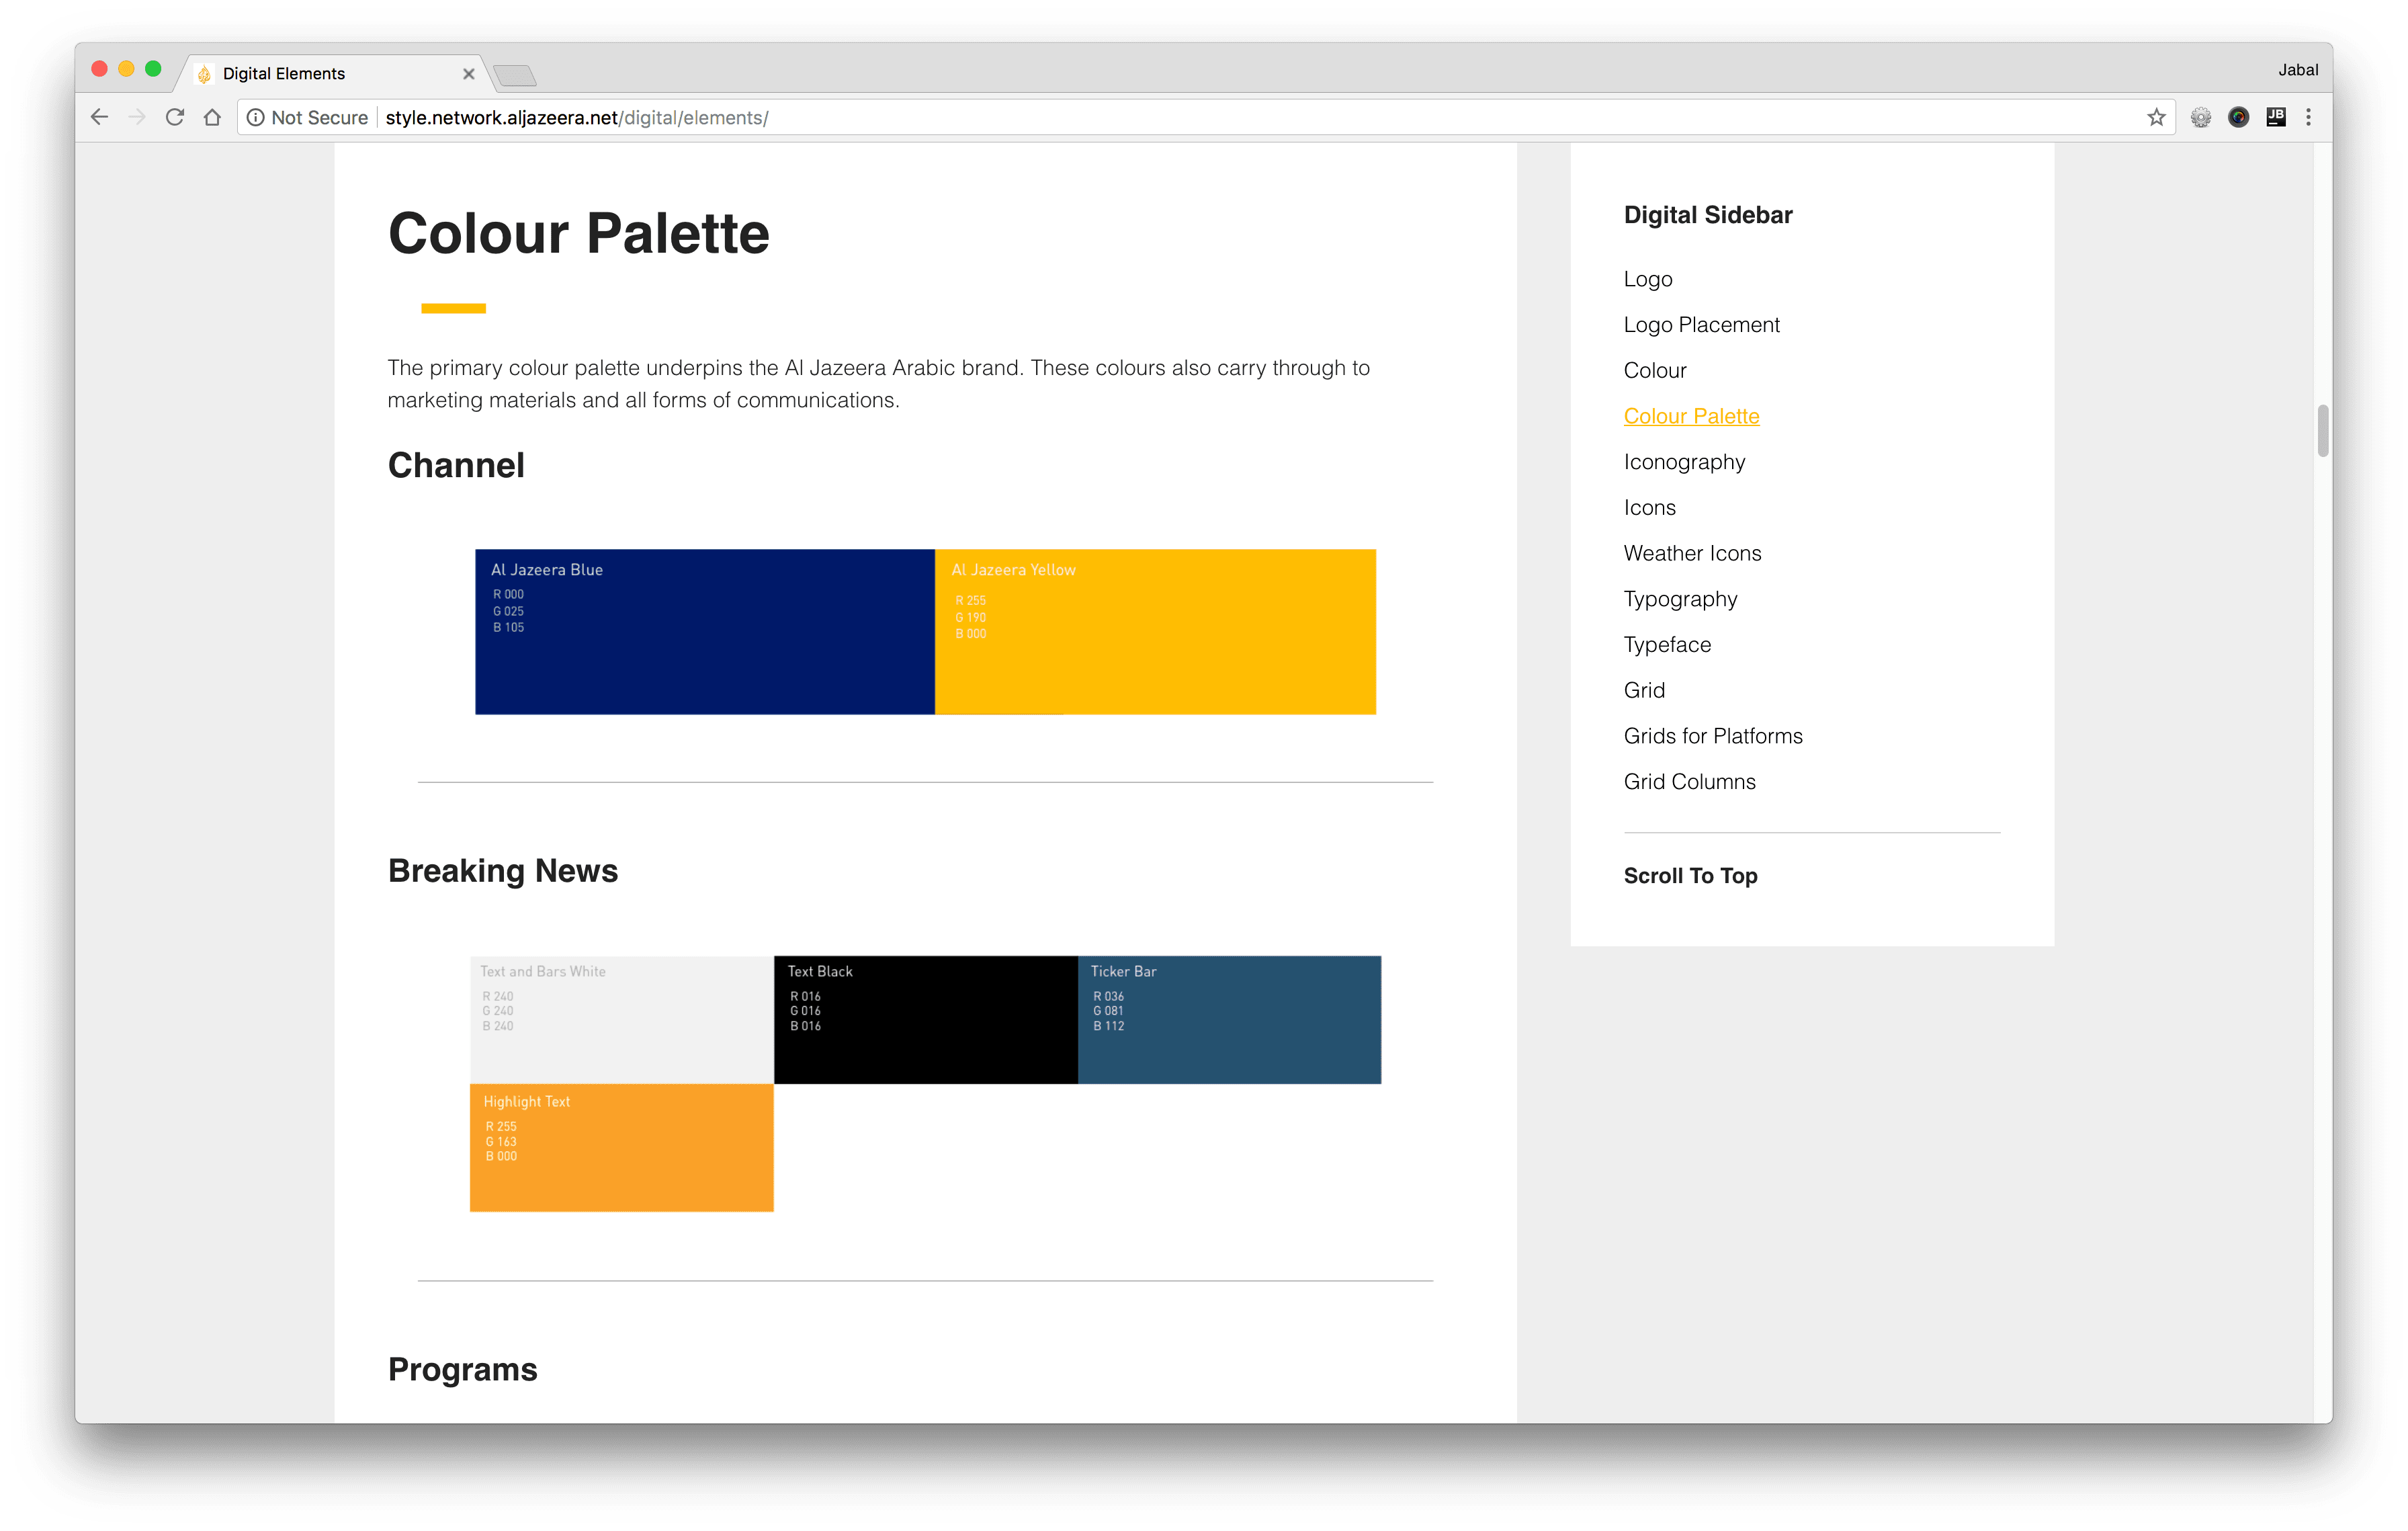 Digital Elements
Jabal
Not Secure
style.network.aljazeera.net/digital/elements/
JB
Colour Palette
The primary colour palette underpins the Al Jazeera Arabic brand. These colours also carry through to
marketing materials and all forms of communications.
Channel
Al Jazeera Blue
R 000
G 025
B 105
Al Jazeera Yellow
R 255
G 190
B 000
Breaking News
Text and Bars White
R 240
G 240
B 240
Text Black
R 016
G 016
B 016
Ticker Bar
R 036
G 081
B 112
Highlight Text
R 255
G 163
B 000
Programs
Digital Sidebar
Logo
Logo Placement
Colour
Colour Palette
Iconography
Icons
Weather Icons
Typography
Typeface
Grid
Grids for Platforms
Grid Columns
Scroll To Top